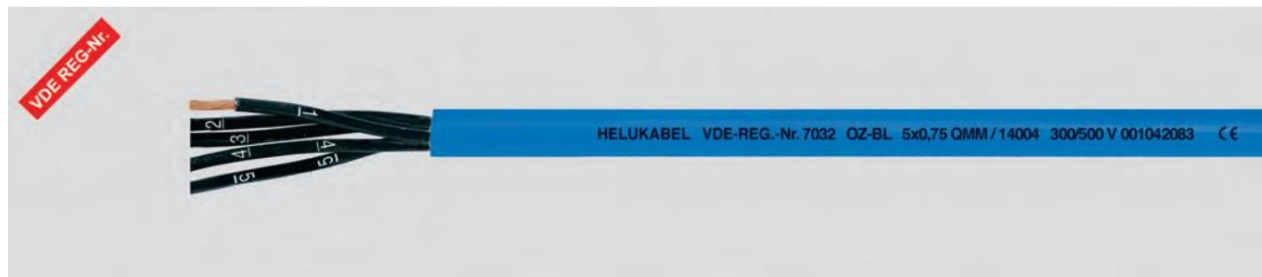 VDE REG-Nr.
HELUKABEL VDE-REG.-Nr. 7032 OZ-BL 5x0,75 QMM / 14004 300/500 V 001042083 CE
1
2
3
4 4
5 5